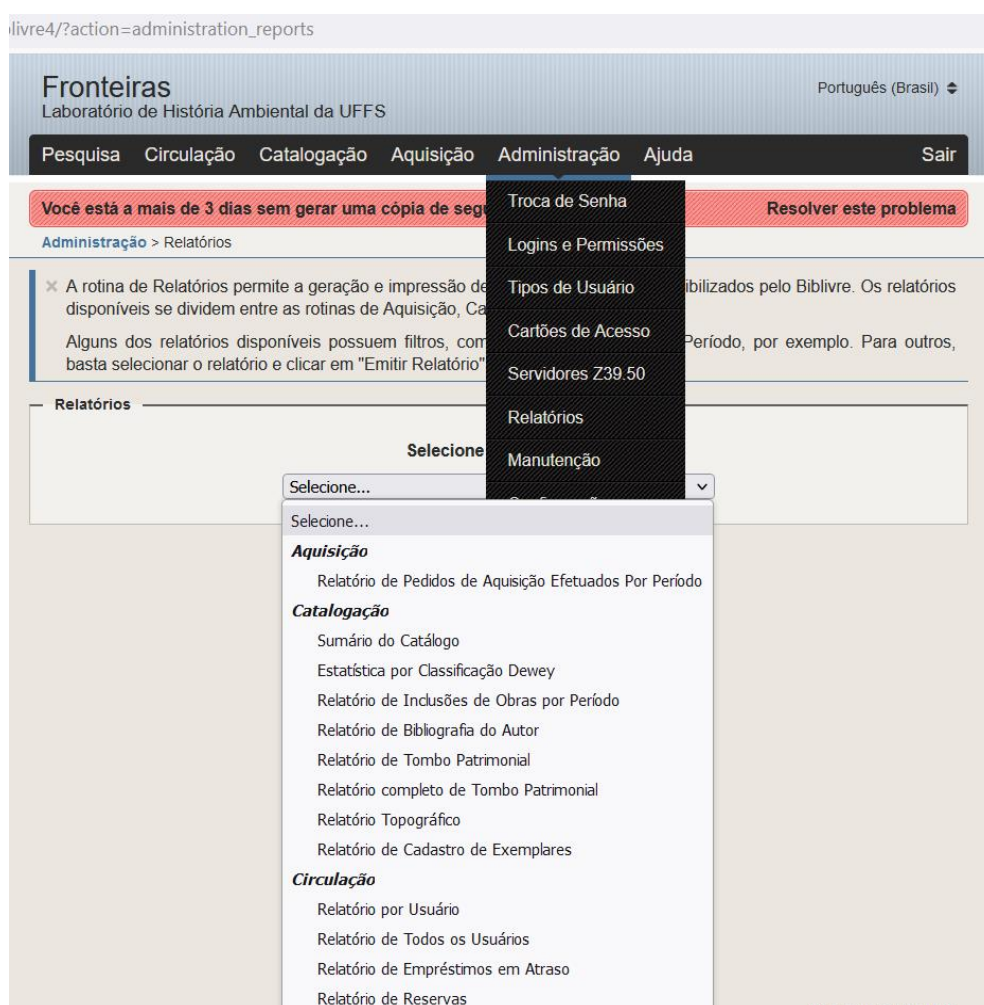 livre4/?action=administration_reports
Fronteiras
Português (Brasil)
Laboratório de História Ambiental da UFFS
Pesquisa Circulação Catalogação Aquisição Administração Ajuda Sair
Você está a mais de 3 dias sem gerar uma cópia de segu Resolver este problema
Administração > Relatórios
Troca de Senha
Logins e Permissões
Tipos de Usuário
Cartões de Acesso
Servidores Z39.50
Relatórios
Manutenção
A rotina de Relatórios permite a geração e impressão de ibilizados pelo Biblivre. Os relatórios
disponíveis se dividem entre as rotinas de Aquisição, Ca
Alguns dos relatórios disponíveis possuem filtros, com Período, por exemplo. Para outros,
basta selecionar o relatório e clicar em "Emitir Relatório"
Relatórios
Selecione
Selecione...
Selecione...
Aquisição
Relatório de Pedidos de Aquisição Efetuados Por Período
Catalogação
Sumário do Catálogo
Estatística por Classificação Dewey
Relatório de Inclusões de Obras por Período
Relatório de Bibliografia do Autor
Relatório de Tombo Patrimonial
Relatório completo de Tombo Patrimonial
Relatório Topográfico
Relatório de Cadastro de Exemplares
Circulação
Relatório por Usuário
Relatório de Todos os Usuários
Relatório de Empréstimos em Atraso
Relatório de Reservas